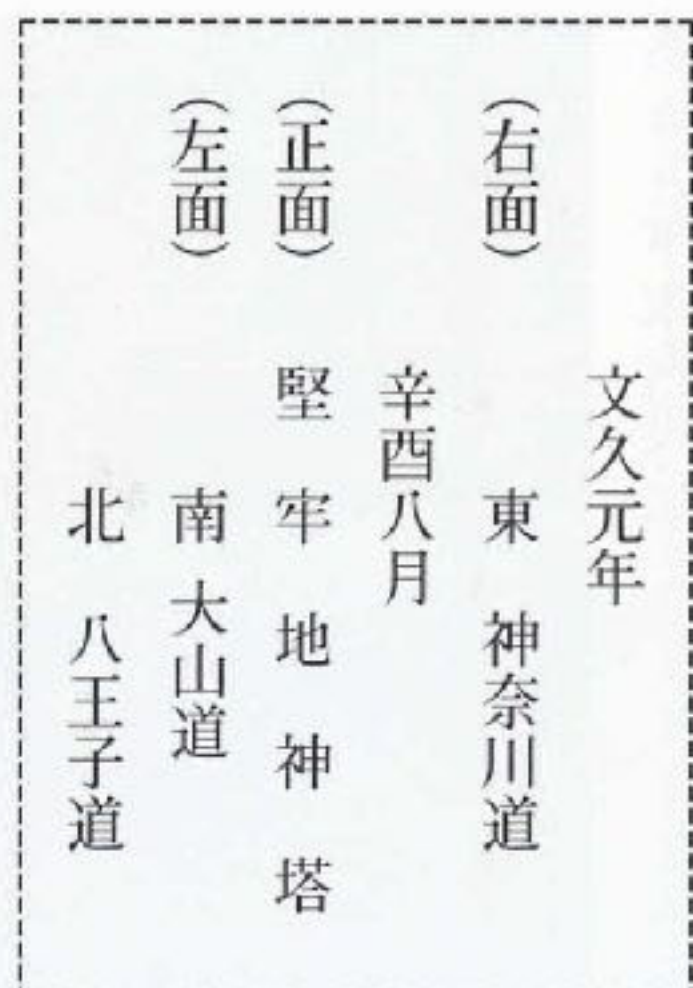 文久元年
(右面) 東 神奈川道
辛酉八月
(正面) 堅牢地神塔
(左面) 南 大山道
北 八王子道